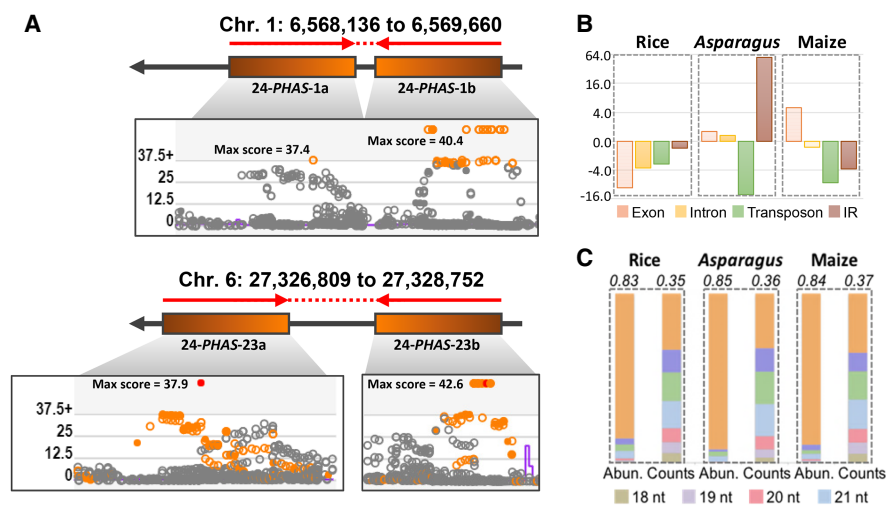 A
Chr. 1: 6,568,136 to 6,569,660
24-PHAS-1a
24-PHAS-1b
Max score = 37.4
Max score = 40.4
37.5+
25
12.5
0
Chr. 6: 27,326,809 to 27,328,752
24-PHAS-23a
24-PHAS-23b
Max score = 37.9
Max score = 42.6
37.5+
25
12.5
0
B
Rice Asparagus Maize
64.0
16.0
4.0
0.0
-4.0
-16.0
Exon Intron Transposon IR
C
Rice Asparagus Maize
0.83 0.35 0.85 0.36 0.84 0.37
Abun. Counts Abun. Counts Abun. Counts
18 nt 19 nt 20 nt 21 nt